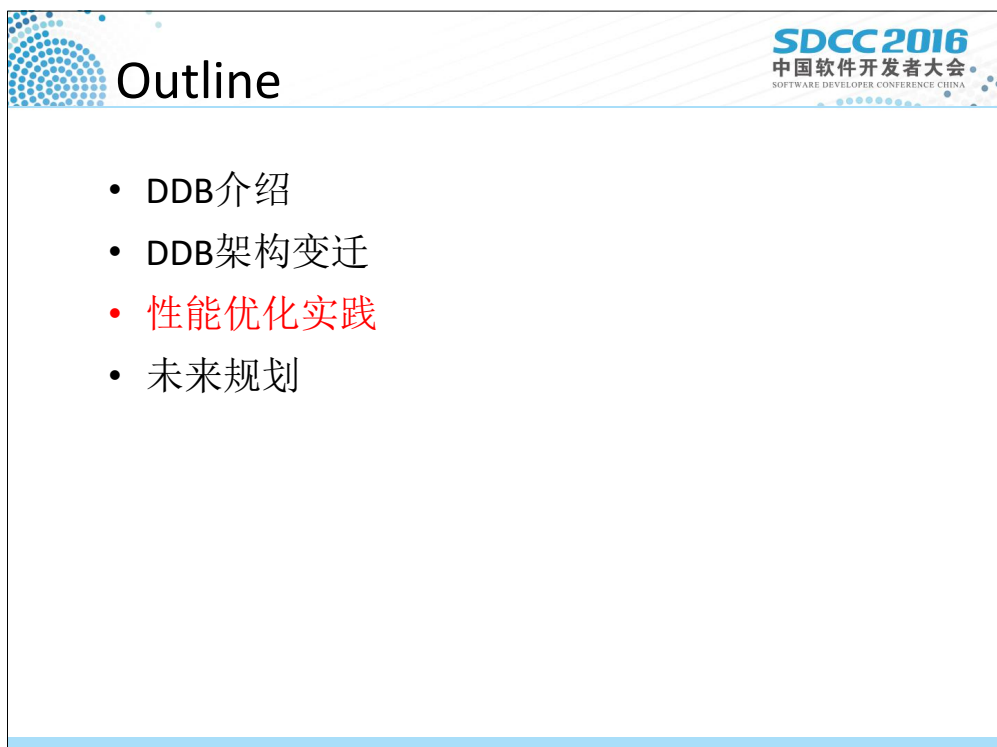 Outline
SDCC 2016
中国软件开发者大会
SOFTWARE DEVELOPER CONFERENCE CHINA
• DDB介绍
• DDB架构变迁
• 性能优化实践
• 未来规划